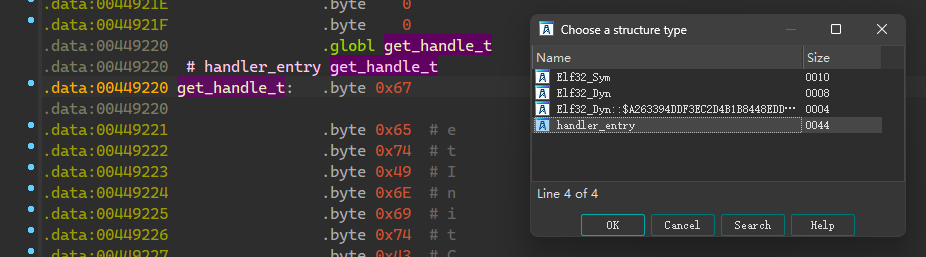 .data:0044921E .byte 0
.data:0044921F .byte 0
.data:00449220 .globl get_handle_t
.data:00449220 # handler_entry get_handle_t
.data:00449220 get_handle_t: .byte 0x67
.data:00449220
.data:00449221 .byte 0x65 # e
.data:00449222 .byte 0x74 # t
.data:00449223 .byte 0x49 # I
.data:00449224 .byte 0x6E # n
.data:00449225 .byte 0x69 # i
.data:00449226 .byte 0x74 # t
.data:00449227 .byte 0x43 # C
Choose a structure type
Name Size
Elf32_Sym 0010
Elf32_Dyn 0008
Elf32_Dyn::$A263394DDF3EC2D4B1B8448EDD… 0004
handler_entry 0044
Line 4 of 4
OK Cancel Search Help